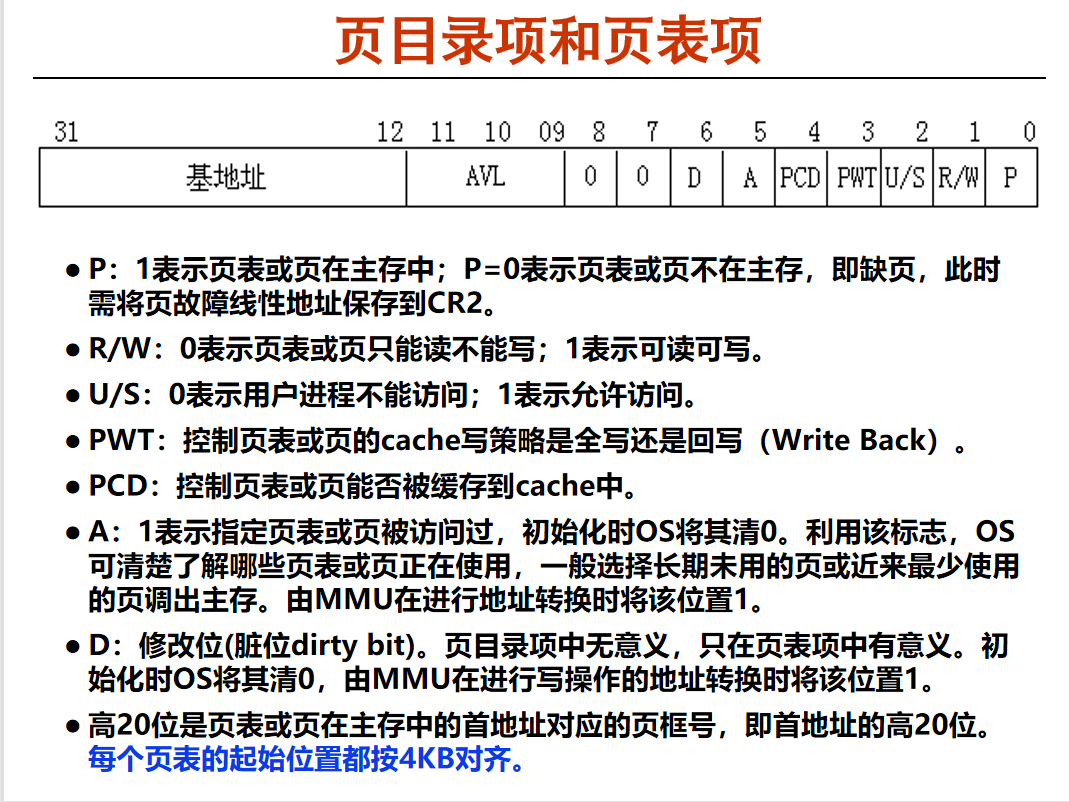 页目录项和页表项
31 12 11 10 09 8 7 6 5 4 3 2 1 0
基地址 AVL 0 0 D A PCD PWT U/S R/W P
● P：1表示页表或页在主存中；P=0表示页表或页不在主存，即缺页，此时
需将页故障线性地址保存到CR2。
● R/W：0表示页表或页只能读不能写；1表示可读可写。
● U/S：0表示用户进程不能访问；1表示允许访问。
● PWT：控制页表或页的cache写策略是全写还是回写（Write Back）。
● PCD：控制页表或页能否被缓存到cache中。
● A：1表示指定页表或页被访问过，初始化时OS将其清0。利用该标志，OS
可清楚了解哪些页表或页正在使用，一般选择长期未用的页或近来最少使用
的页调出主存。由MMU在进行地址转换时将该位置1。
● D：修改位(脏位dirty bit)。页目录项中无意义，只在页表项中有意义。初
始化时OS将其清0，由MMU在进行写操作的地址转换时将该位置1。
● 高20位是页表或页在主存中的首地址对应的页框号，即首地址的高20位。
每个页表的起始位置都按4KB对齐。